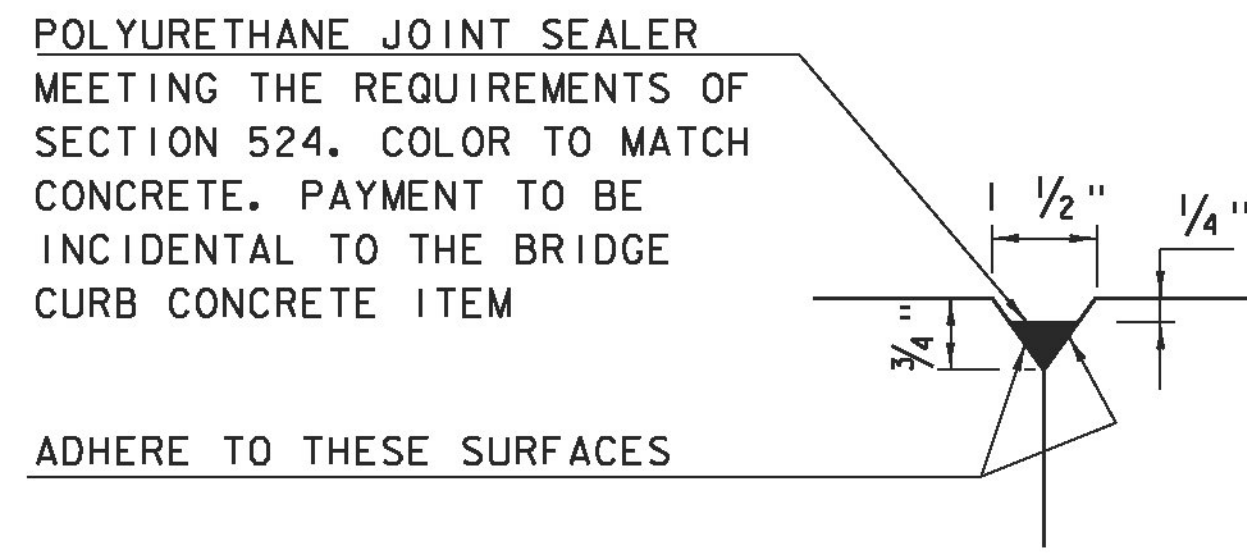 POLYURETHANE JOINT SEALER
MEETING THE REQUIREMENTS OF
SECTION 524. COLOR TO MATCH
CONCRETE. PAYMENT TO BE
INCIDENTAL TO THE BRIDGE
CURB CONCRETE ITEM
1 1/2"
1/4"
3/4"
ADHERE TO THESE SURFACES